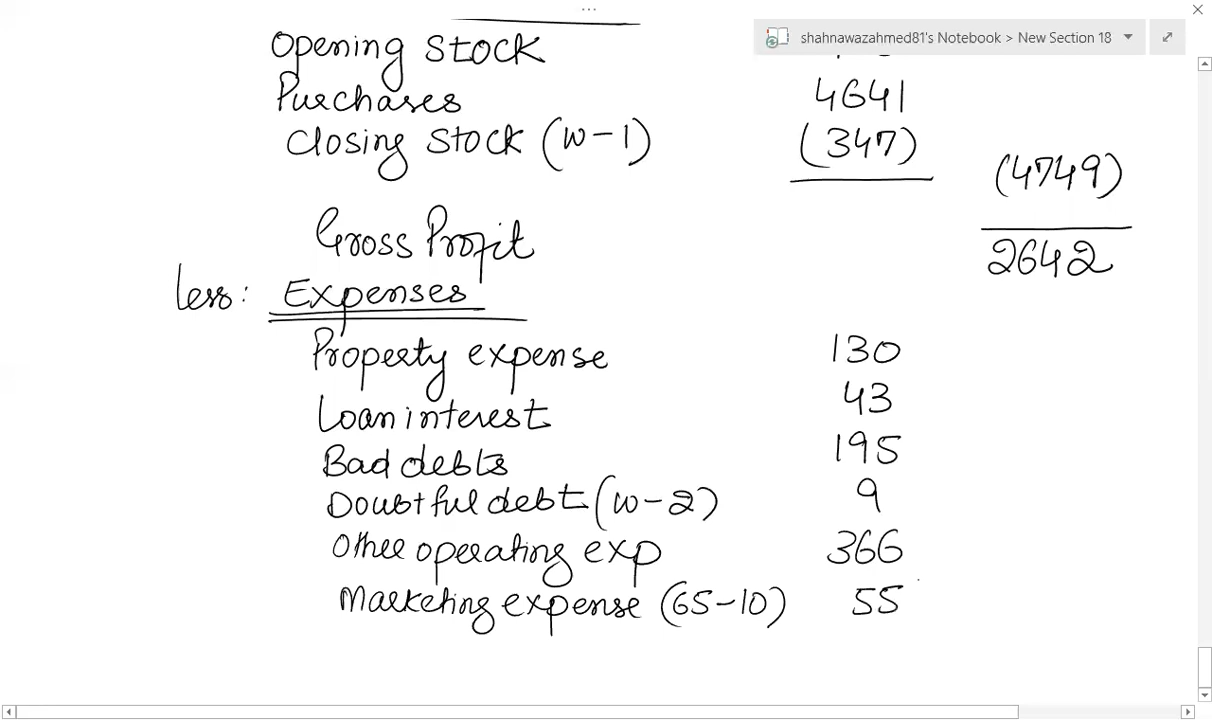 shahnawazahmed81's Notebook > New Section 18
Opening Stock
Purchases 4641
Closing Stock (W-1) (347) (4749)
Gross Profit 2642
less: Expenses
Property expense 130
Loan interest 43
Bad debts 195
Doubtful debt (W-2) 9
Other operating exp 366
Marketing expense (65-10) 55